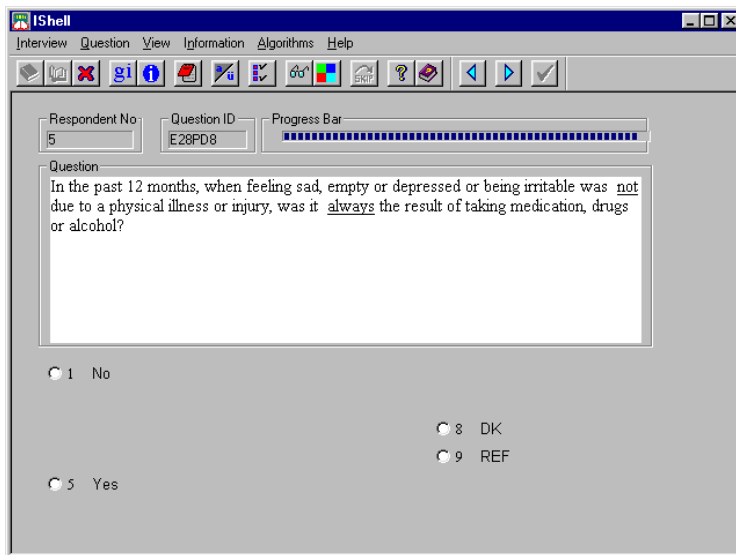 IShell
Interview Question View Information Algorithms Help
gi i a/ü SKIP ?
Respondent No Question ID Progress Bar
5 E28PD8
Question
In the past 12 months, when feeling sad, empty or depressed or being irritable was not
due to a physical illness or injury, was it always the result of taking medication, drugs
or alcohol?
1 No
8 DK
9 REF
5 Yes